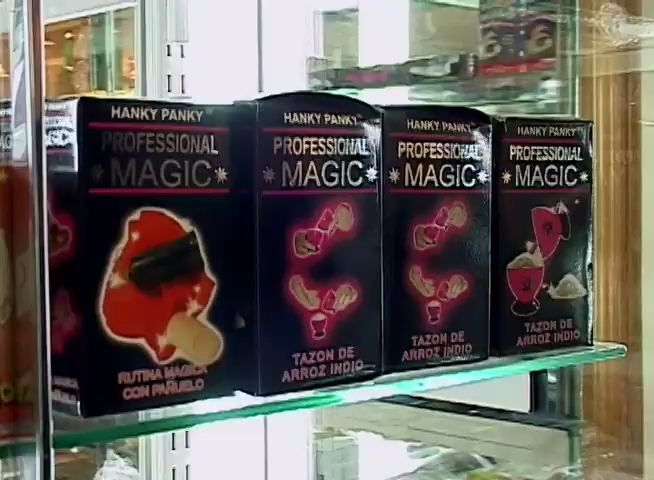 HANKY PANKY
PROFESSIONAL
MAGIC
RUTINA MAGICA
CON PAÑUELO
HANKY PANKY
PROFESSIONAL
MAGIC
TAZON DE
ARROZ INDIO
HANKY PANKY
PROFESSIONAL
MAGIC
TAZON DE
ARROZ INDIO
HANKY PANKY
PROFESSIONAL
MAGIC
TAZON DE
ARROZ INDIO